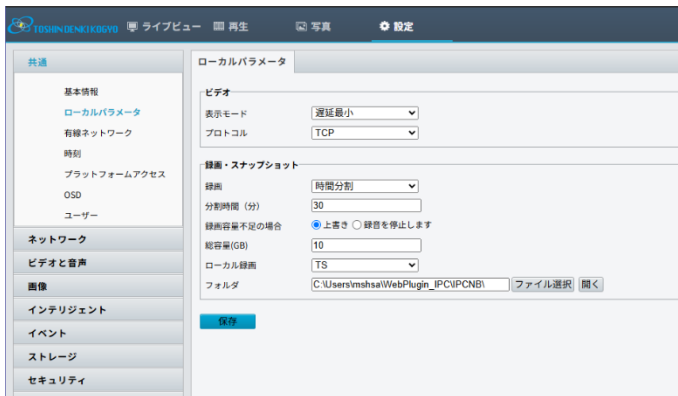 TOSHINDENKIKOGYO ライブビュー 再生 写真 設定
共通
基本情報
ローカルパラメータ
有線ネットワーク
時刻
プラットフォームアクセス
OSD
ユーザー
ネットワーク
ビデオと音声
画像
インテリジェント
イベント
ストレージ
セキュリティ
ローカルパラメータ
ビデオ
表示モード 遅延最小
プロトコル TCP
録画・スナップショット
録画 時間分割
分割時間（分） 30
録画容量不足の場合 上書き 録音を停止します
総容量(GB) 10
ローカル録画 TS
フォルダ C:\Users\mshsa\WebPlugin_IPC\IPCNB\ ファイル選択 開く
保存